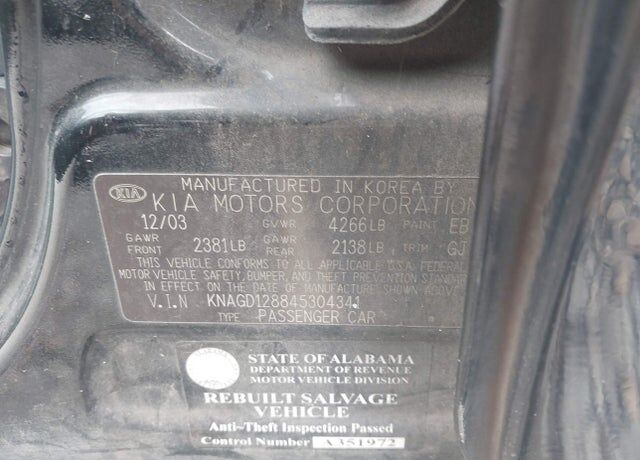 MANUFACTURED IN KOREA BY
KIA KIA MOTORS CORPORATION
12/03 GVWR 4266LB PAINT EB
GAWR FRONT 2381LB GAWR REAR 2138LB TRIM GJ
THIS VEHICLE CONFORMS TO ALL APPLICABLE U.S.A. FEDERAL
MOTOR VEHICLE SAFETY, BUMPER, AND THEFT PREVENTION STANDARD
IN EFFECT ON THE DATE OF MANUFACTURE SHOWN ABOVE
V.I.N KNAGD128845304341
TYPE PASSENGER CAR
STATE OF ALABAMA
DEPARTMENT OF REVENUE
MOTOR VEHICLE DIVISION
REBUILT SALVAGE
VEHICLE
Anti-Theft Inspection Passed
Control Number A351972